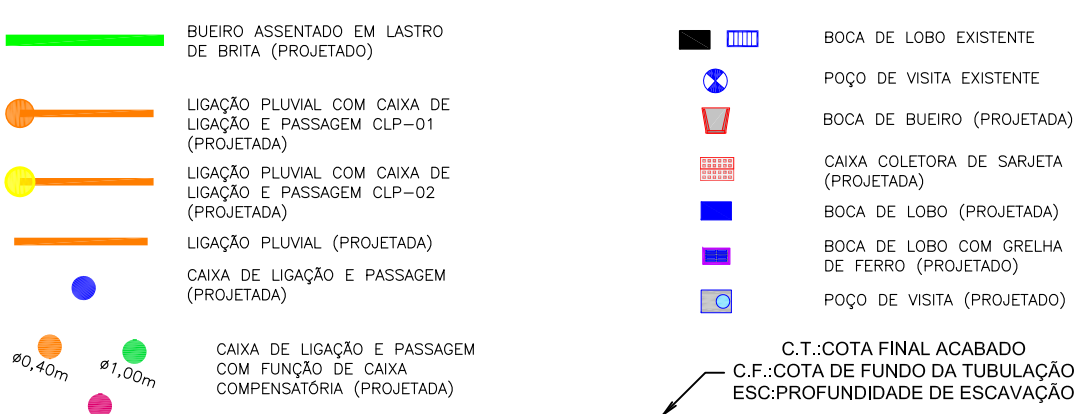 BUEIRO ASSENTADO EM LASTRO
DE BRITA (PROJETADO)
LIGAÇÃO PLUVIAL COM CAIXA DE
LIGAÇÃO E PASSAGEM CLP-01
(PROJETADA)
LIGAÇÃO PLUVIAL COM CAIXA DE
LIGAÇÃO E PASSAGEM CLP-02
(PROJETADA)
LIGAÇÃO PLUVIAL (PROJETADA)
CAIXA DE LIGAÇÃO E PASSAGEM
(PROJETADA)
ø0,40m
ø1,00m
CAIXA DE LIGAÇÃO E PASSAGEM
COM FUNÇÃO DE CAIXA
COMPENSATÓRIA (PROJETADA)
BOCA DE LOBO EXISTENTE
POÇO DE VISITA EXISTENTE
BOCA DE BUEIRO (PROJETADA)
CAIXA COLETORA DE SARJETA
(PROJETADA)
BOCA DE LOBO (PROJETADA)
BOCA DE LOBO COM GRELHA
DE FERRO (PROJETADO)
POÇO DE VISITA (PROJETADO)
C.T.:COTA FINAL ACABADO
C.F.:COTA DE FUNDO DA TUBULAÇÃO
ESC:PROFUNDIDADE DE ESCAVAÇÃO